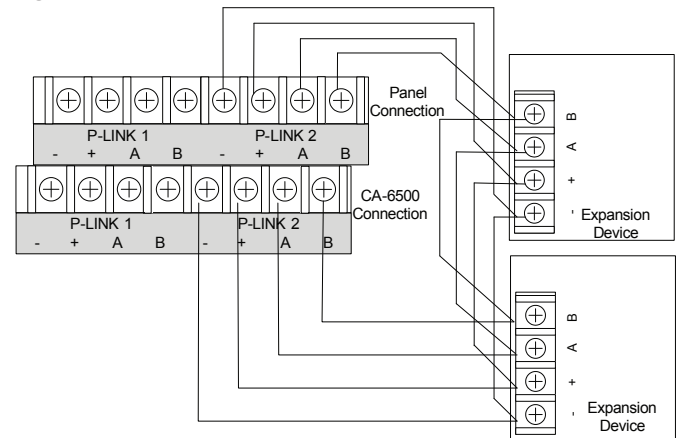 Panel
Connection
P-LINK 1 P-LINK 2
- + A B - + A B
CA-6500
Connection
P-LINK 1 P-LINK 2
- + A B - + A B
B
A
+
-
Expansion
Device
B
A
+
-
Expansion
Device